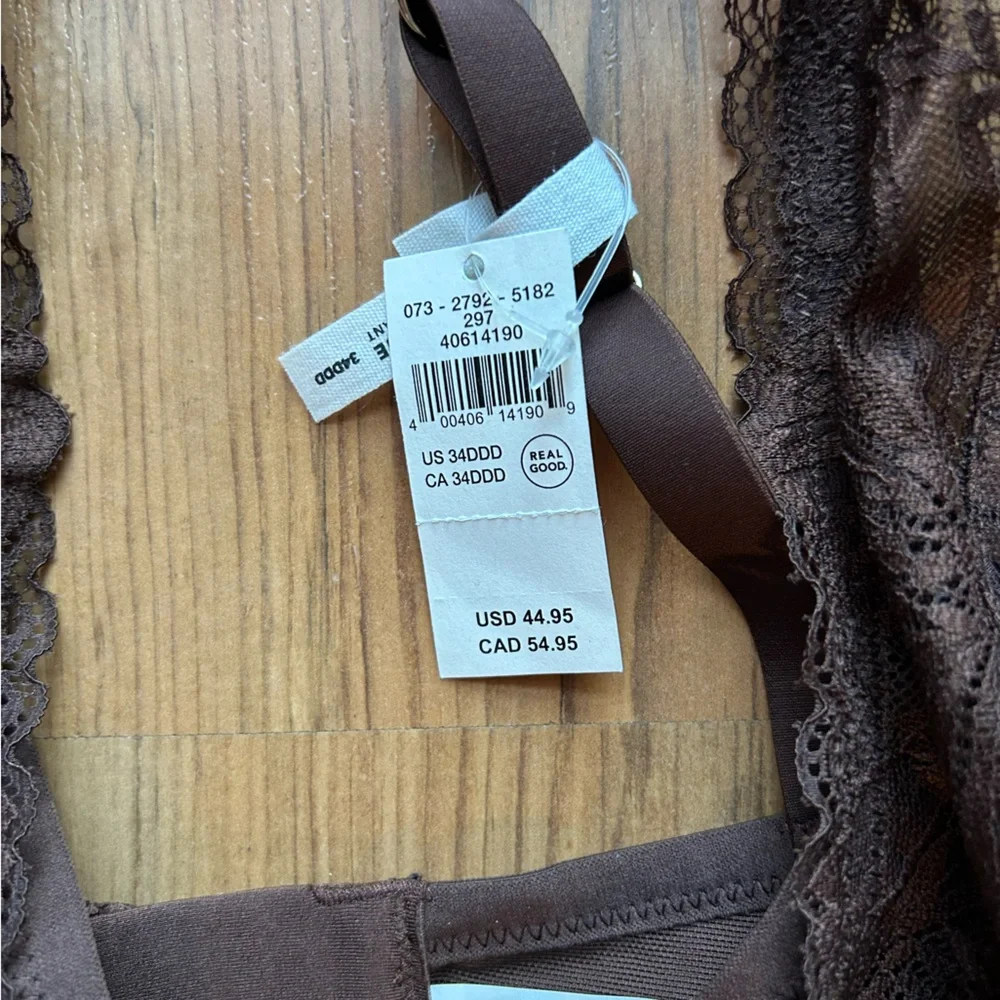 073 - 2792 - 5182
297
40614190
4 00406 14190 9
US 34DDD
CA 34DDD
REAL
GOOD.
USD 44.95
CAD 54.95
34DDD